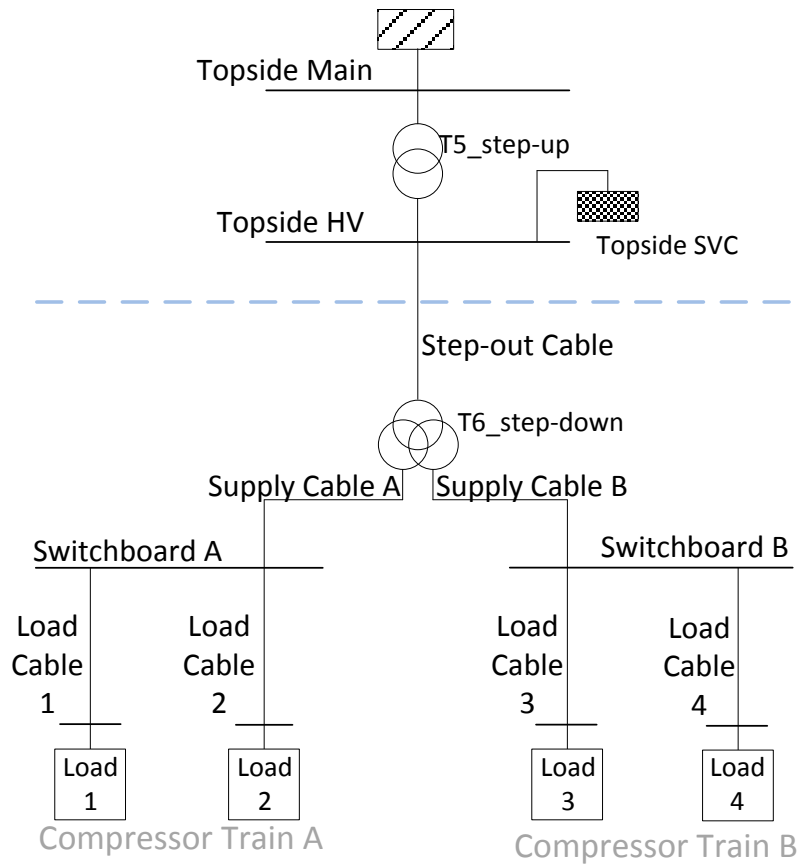 Topside Main
T5_step-up
Topside HV
Topside SVC
Step-out Cable
T6_step-down
Supply Cable A
Supply Cable B
Switchboard A
Switchboard B
Load
Cable
1
Load
Cable
2
Load
Cable
3
Load
Cable
4
Load
1
Load
2
Load
3
Load
4
Compressor Train A
Compressor Train B